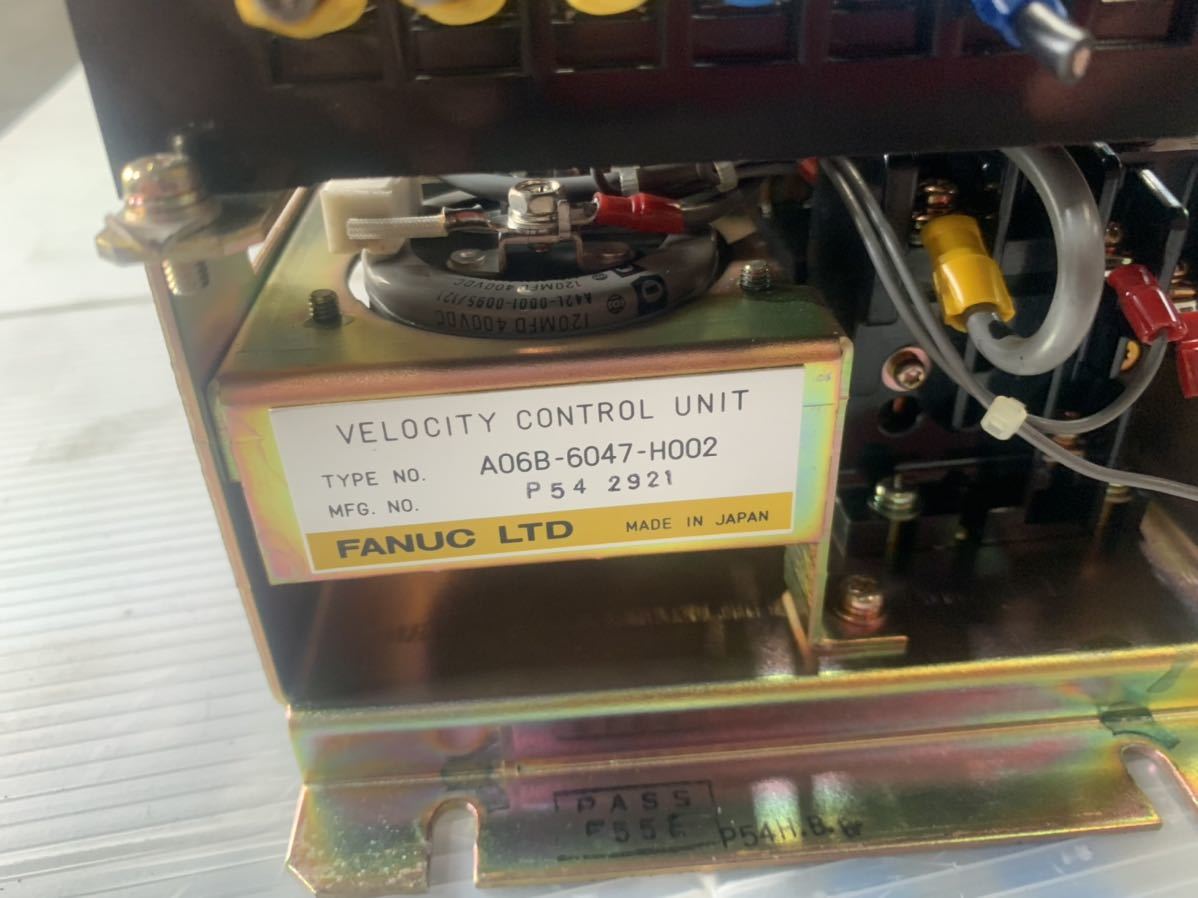 120MFD 400VDC
A42L-0001-0095/121
120MFD 400VDC
VELOCITY CONTROL UNIT
TYPE NO. A06B-6047-H002
MFG. NO. P54 2921
FANUC LTD MADE IN JAPAN
PASS
P54H.B.